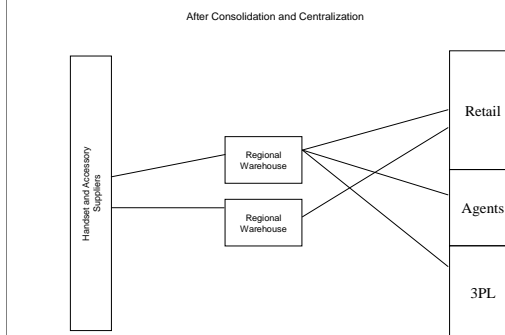 After Consolidation and Centralization
Handset and Accessory
Suppliers
Regional
Warehouse
Regional
Warehouse
Retail
Agents
3PL